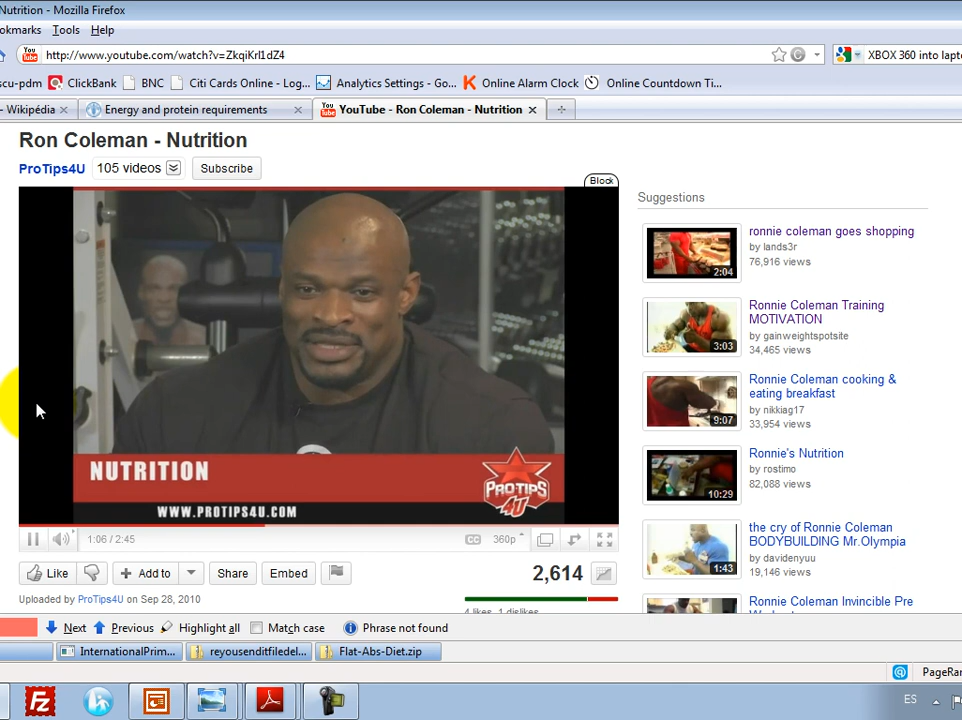 Nutrition - Mozilla Firefox
okmarks Tools Help
You Tube http://www.youtube.com/watch?v=ZkqiKrl1dZ4 XBOX 360 into lapt
scu-pdm ClickBank BNC Citi Cards Online - Log... Analytics Settings - Go... Online Alarm Clock Online Countdown Ti...
- Wikipédia Energy and protein requirements You Tube YouTube - Ron Coleman - Nutrition
Ron Coleman - Nutrition
ProTips4U 105 videos Subscribe
Block
NUTRITION
PROTIPS
4U
WWW.PROTIPS4U.COM
1:06 / 2:45 CC 360p
Like Add to Share Embed 2,614
Uploaded by ProTips4U on Sep 28, 2010
4 likes, 1 dislikes
Suggestions
ronnie coleman goes shopping
by lands3r
76,916 views
2:04
Ronnie Coleman Training
MOTIVATION
by gainweightspotsite
34,465 views
3:03
Ronnie Coleman cooking &
eating breakfast
by nikkiag17
33,954 views
9:07
Ronnie's Nutrition
by rostimo
82,088 views
10:29
the cry of Ronnie Coleman
BODYBUILDING Mr.Olympia
by davidenyuu
19,146 views
1:43
Ronnie Coleman Invincible Pre
Next Previous Highlight all Match case Phrase not found
InternationalPrim... reyousenditfiledel... Flat-Abs-Diet.zip
@ PageRan
Fz ES